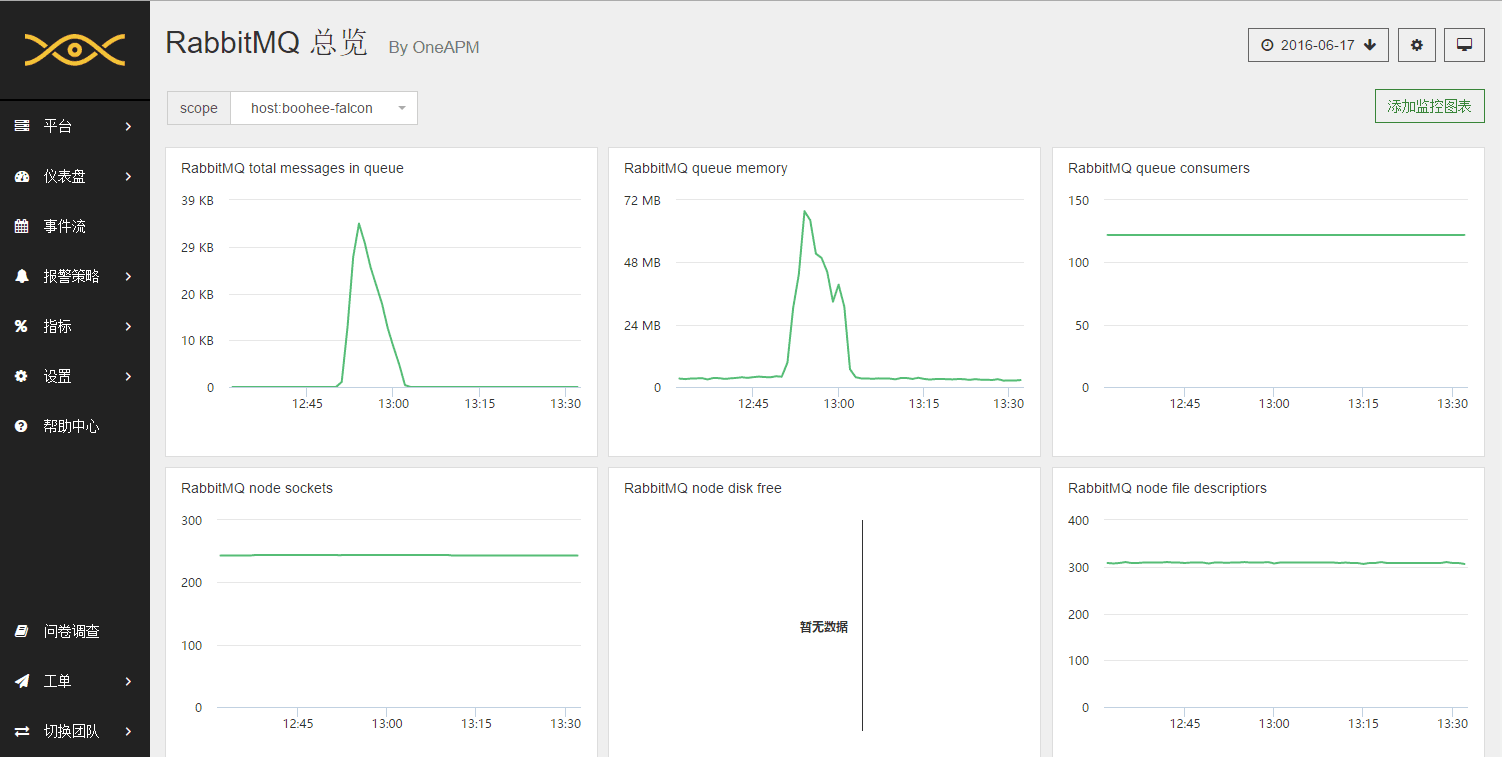 RabbitMQ 总览 By OneAPM
2016-06-17
scope host:boohee-falcon
添加监控图表
平台
仪表盘
事件流
报警策略
指标
设置
帮助中心
问卷调查
工单
切换团队
RabbitMQ total messages in queue
39 KB
29 KB
20 KB
10 KB
0
12:45 13:00 13:15 13:30
RabbitMQ queue memory
72 MB
48 MB
24 MB
0
12:45 13:00 13:15 13:30
RabbitMQ queue consumers
150
100
50
0
12:45 13:00 13:15 13:30
RabbitMQ node sockets
300
200
100
0
12:45 13:00 13:15 13:30
RabbitMQ node disk free
暂无数据
RabbitMQ node file descriptiors
400
300
200
100
0
12:45 13:00 13:15 13:30